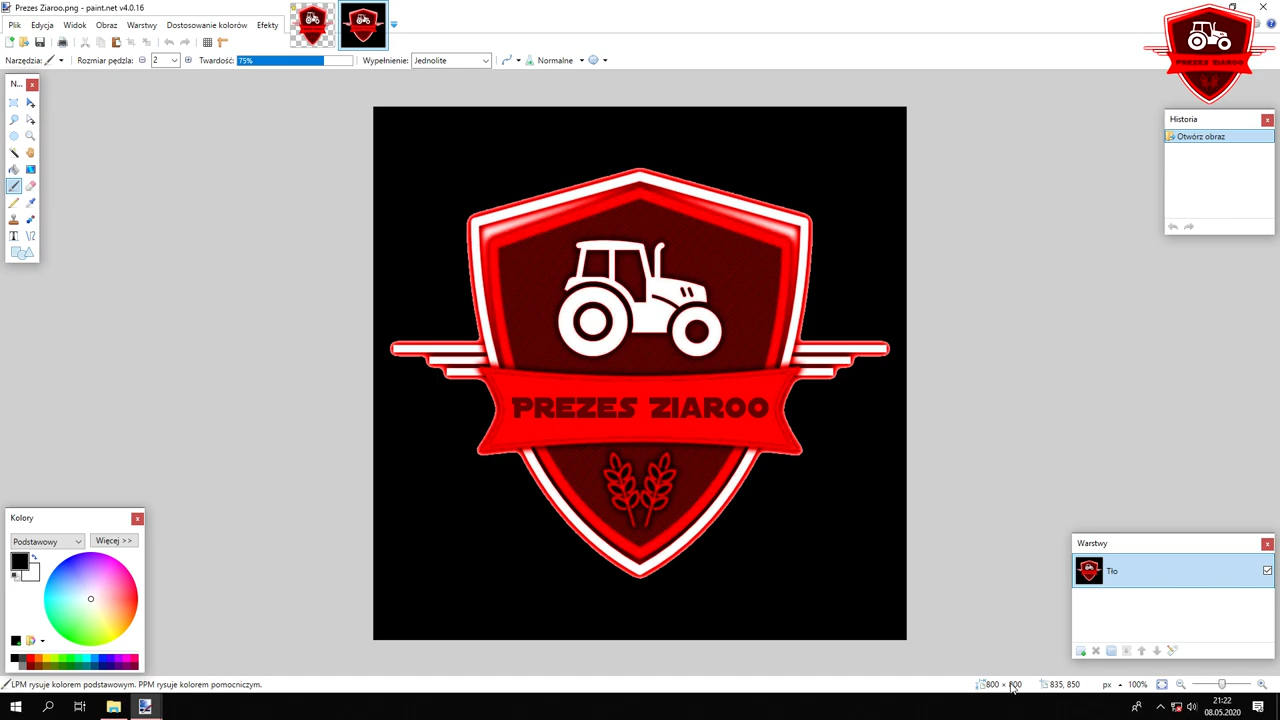 Prezes Ziaroo.png - paint.net v4.0.16
Plik Edycja Widok Obraz Warstwy Dostosowanie kolorów Efekty
Narzędzia: Rozmiar pędzla: 2 Twardość: 75% Wypełnienie: Jednolite Normalne
N...
PREZES ZIAROO
Historia
Otwórz obraz
PREZES ZIAROO
Kolory
Podstawowy Więcej >>
Warstwy
Tło
LPM rysuje kolorem podstawowym. PPM rysuje kolorem pomocniczym.
800 × 800 835, 850 px 100%
21:22
08.05.2020